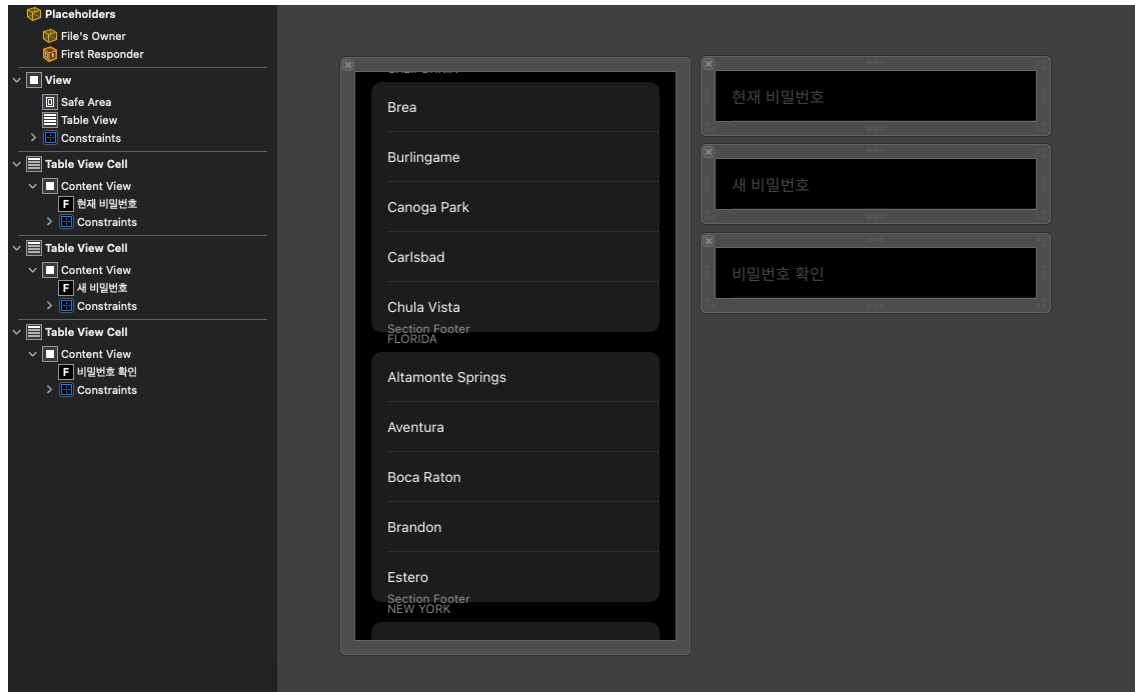 Placeholders
File's Owner
First Responder
View
Safe Area
Table View
Constraints
Table View Cell
Content View
F 현재 비밀번호
Constraints
Table View Cell
Content View
F 새 비밀번호
Constraints
Table View Cell
Content View
F 비밀번호 확인
Constraints
CALIFORNIA
Brea
Burlingame
Canoga Park
Carlsbad
Chula Vista
Section Footer
FLORIDA
Altamonte Springs
Aventura
Boca Raton
Brandon
Estero
Section Footer
NEW YORK
현재 비밀번호
새 비밀번호
비밀번호 확인